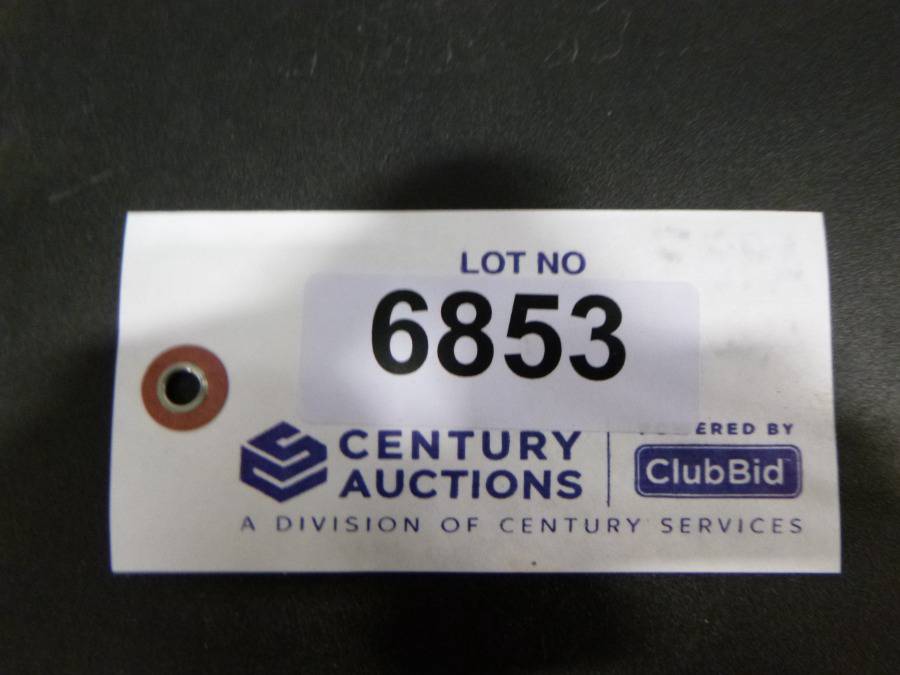 LOT NO
6853
CENTURY
AUCTIONS
ERED BY
ClubBid
A DIVISION OF CENTURY SERVICES